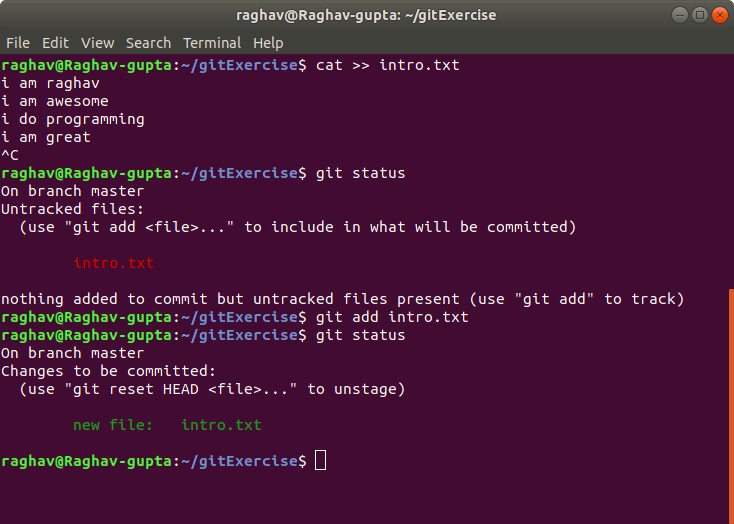 raghav@Raghav-gupta: ~/gitExercise
File Edit View Search Terminal Help
raghav@Raghav-gupta:~/gitExercise$ cat >> intro.txt
i am raghav
i am awesome
i do programming
i am great
^C
raghav@Raghav-gupta:~/gitExercise$ git status
On branch master
Untracked files:
  (use "git add <file>..." to include in what will be committed)
        intro.txt
nothing added to commit but untracked files present (use "git add" to track)
raghav@Raghav-gupta:~/gitExercise$ git add intro.txt
raghav@Raghav-gupta:~/gitExercise$ git status
On branch master
Changes to be committed:
  (use "git reset HEAD <file>..." to unstage)
        new file:   intro.txt
raghav@Raghav-gupta:~/gitExercise$